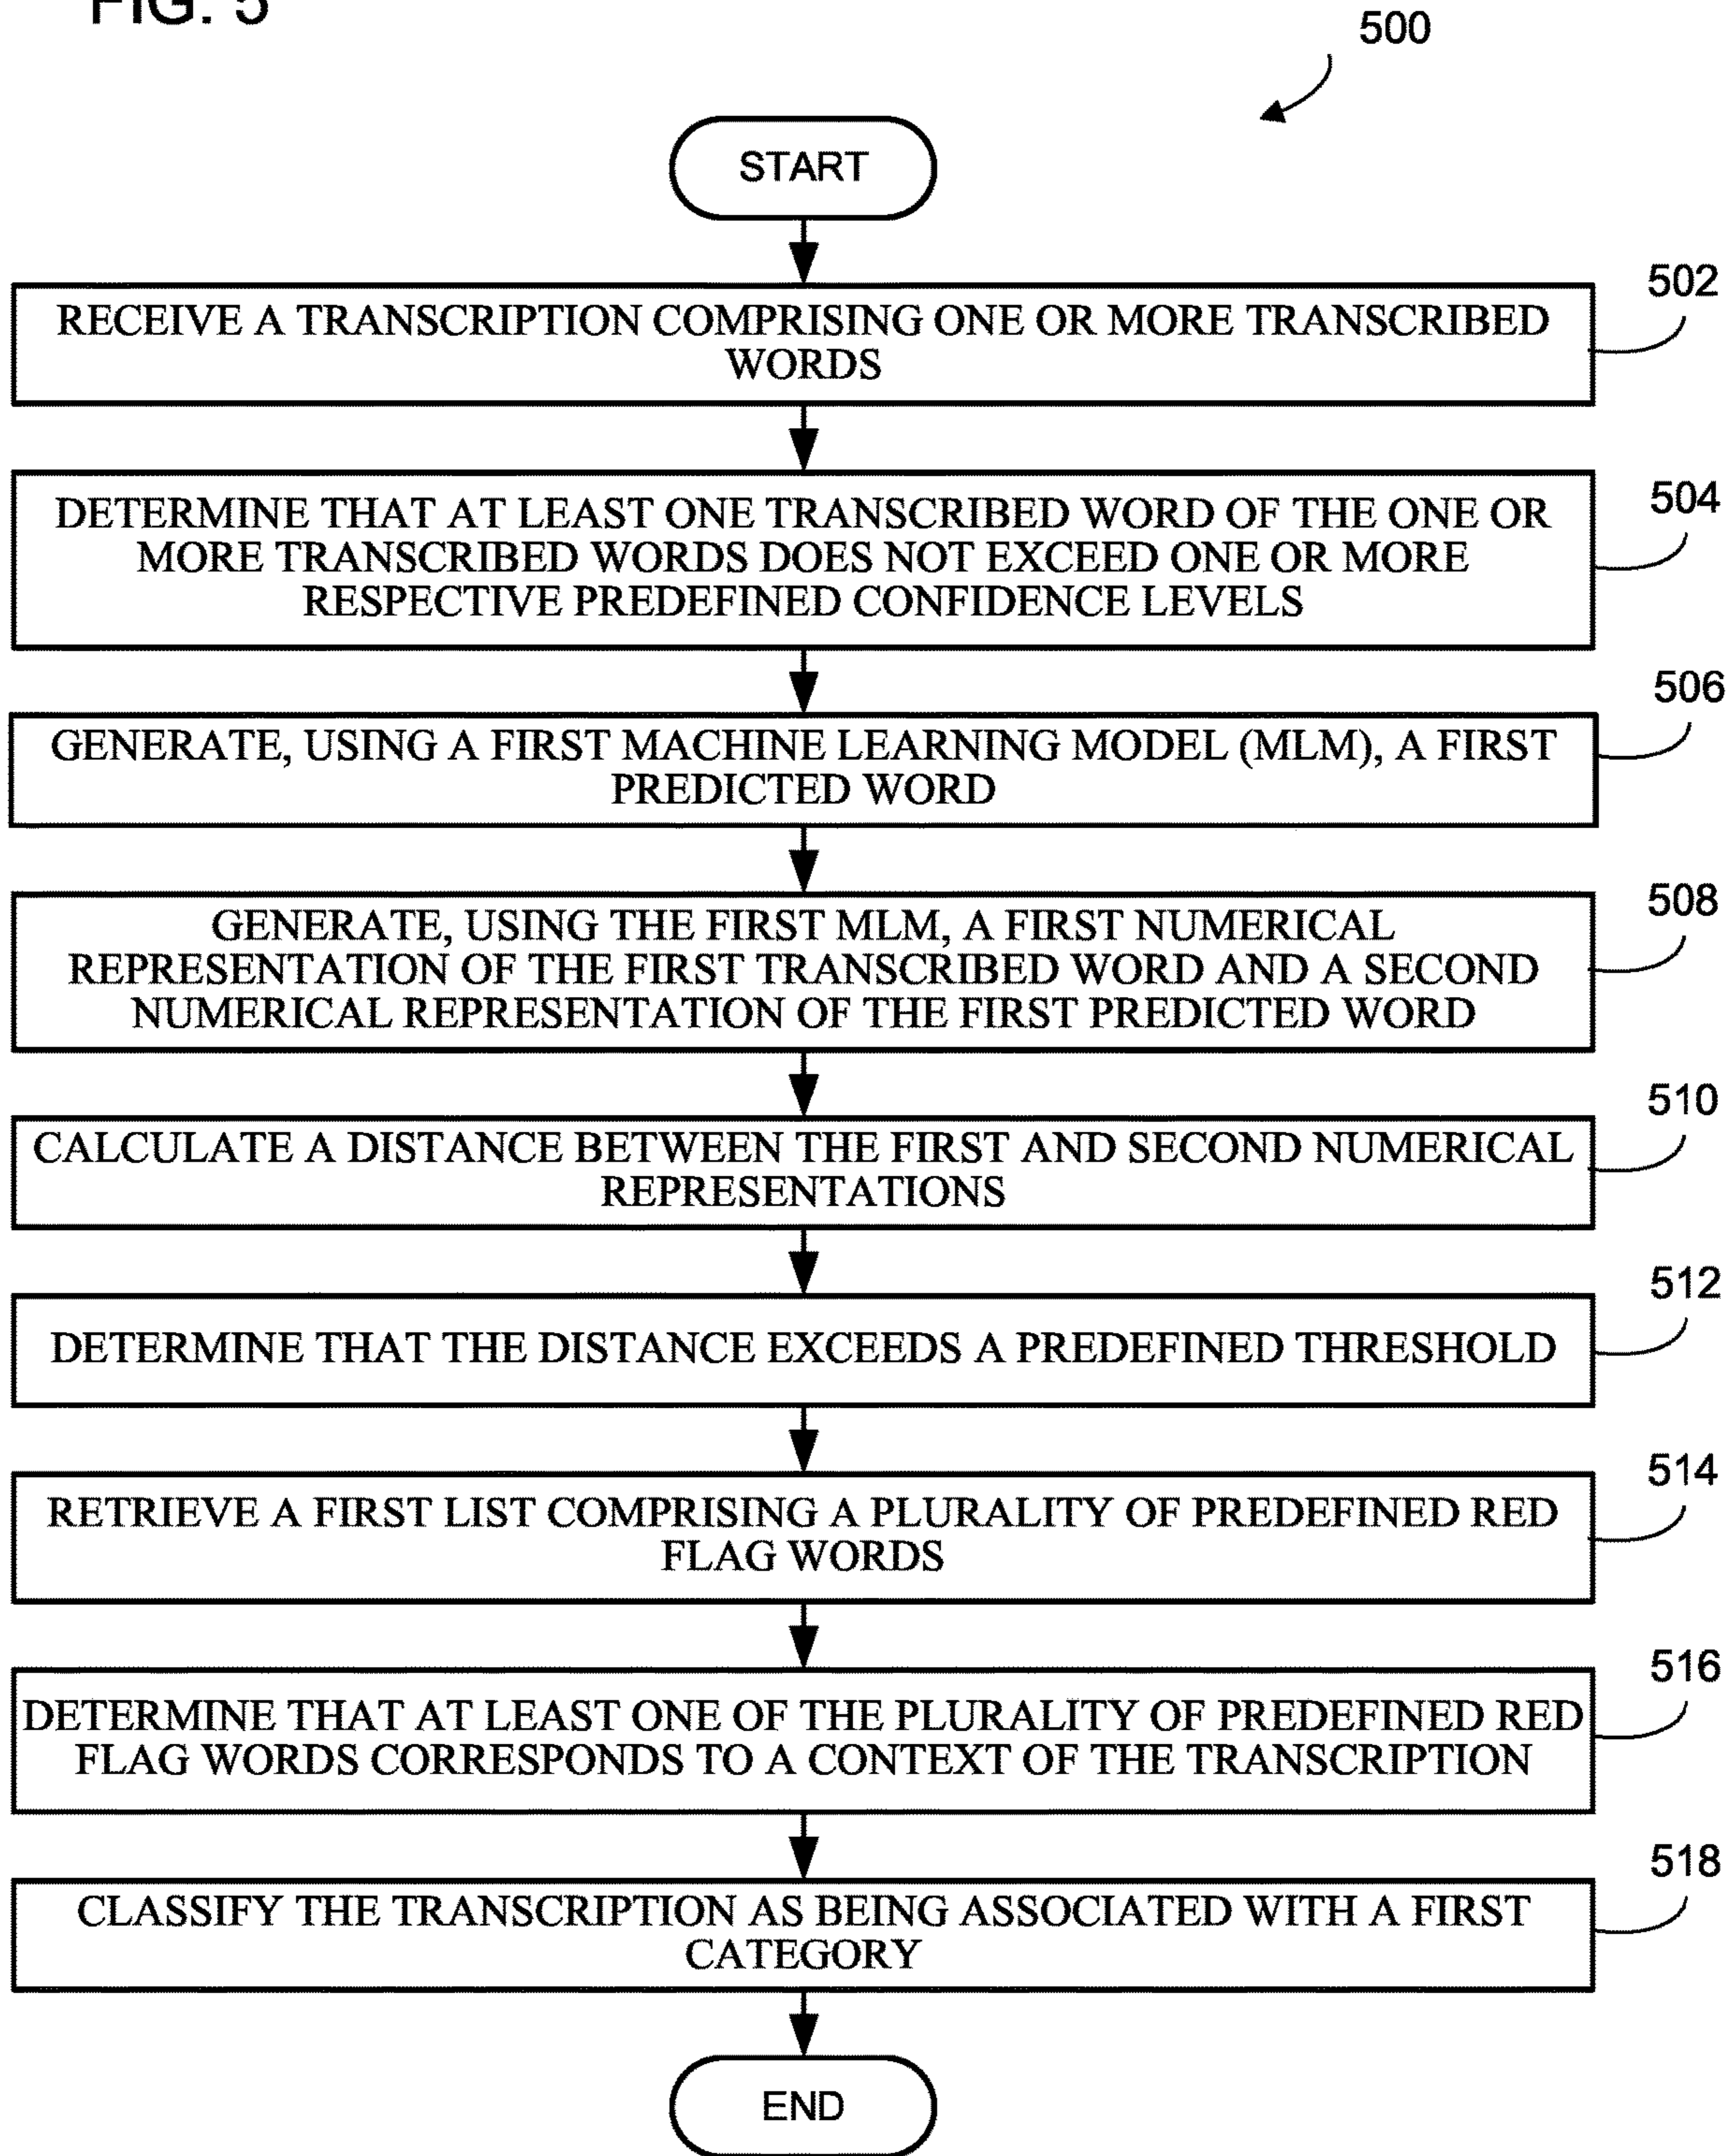 FIG. 5
500
START
502
RECEIVE A TRANSCRIPTION COMPRISING ONE OR MORE TRANSCRIBED
WORDS
504
DETERMINE THAT AT LEAST ONE TRANSCRIBED WORD OF THE ONE OR
MORE TRANSCRIBED WORDS DOES NOT EXCEED ONE OR MORE
RESPECTIVE PREDEFINED CONFIDENCE LEVELS
506
GENERATE, USING A FIRST MACHINE LEARNING MODEL (MLM), A FIRST
PREDICTED WORD
508
GENERATE, USING THE FIRST MLM, A FIRST NUMERICAL
REPRESENTATION OF THE FIRST TRANSCRIBED WORD AND A SECOND
NUMERICAL REPRESENTATION OF THE FIRST PREDICTED WORD
510
CALCULATE A DISTANCE BETWEEN THE FIRST AND SECOND NUMERICAL
REPRESENTATIONS
512
DETERMINE THAT THE DISTANCE EXCEEDS A PREDEFINED THRESHOLD
514
RETRIEVE A FIRST LIST COMPRISING A PLURALITY OF PREDEFINED RED
FLAG WORDS
516
DETERMINE THAT AT LEAST ONE OF THE PLURALITY OF PREDEFINED RED
FLAG WORDS CORRESPONDS TO A CONTEXT OF THE TRANSCRIPTION
518
CLASSIFY THE TRANSCRIPTION AS BEING ASSOCIATED WITH A FIRST
CATEGORY
END